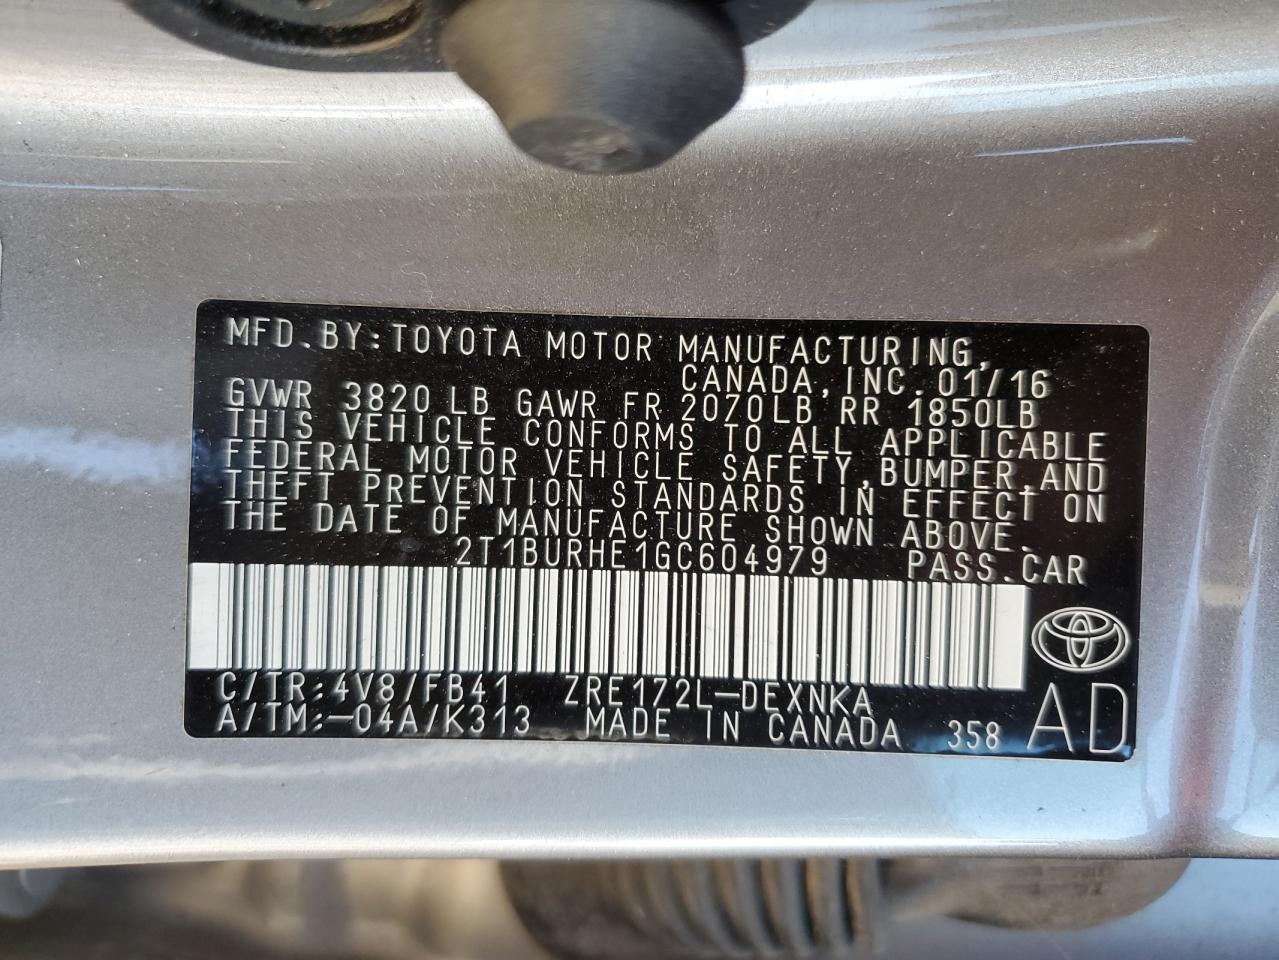 MFD.BY:TOYOTA MOTOR MANUFACTURING,
CANADA,INC.01/16
GVWR 3820 LB GAWR FR 2070LB RR 1850LB
THIS VEHICLE CONFORMS TO ALL APPLICABLE
FEDERAL MOTOR VEHICLE SAFETY,BUMPER,AND
THEFT PREVENTION STANDARDS IN EFFECT ON
THE DATE OF MANUFACTURE SHOWN ABOVE.
2T1BURHE1GC604979 PASS.CAR
C/TR:4V8/FB41 ZRE172L-DEXNKA
A/TM:-04A/K313 MADE IN CANADA 358 AD